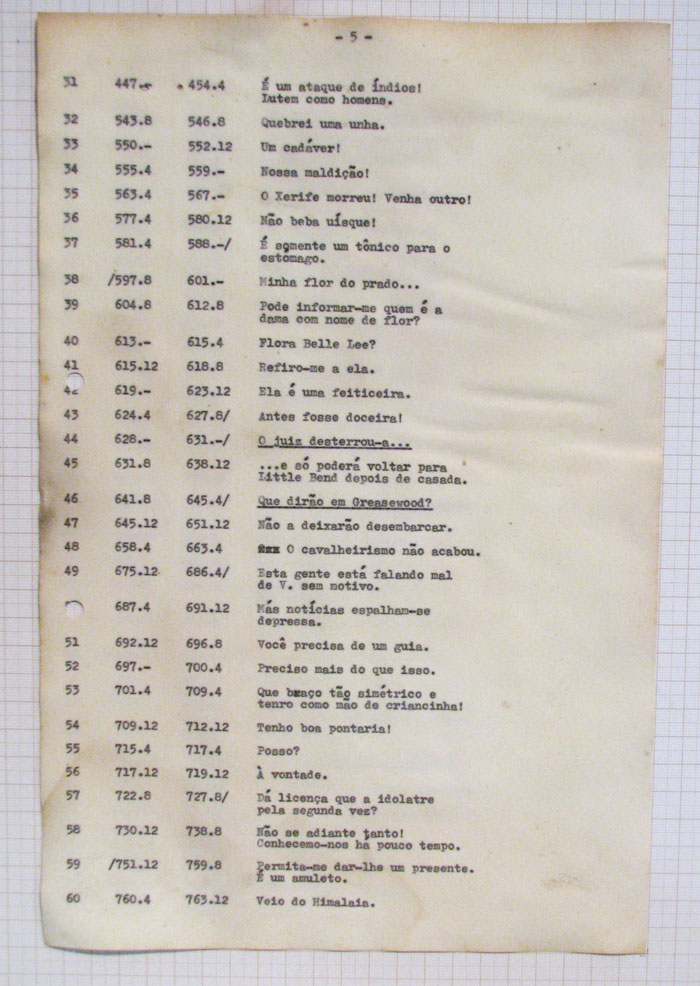 - 5 -
31 447.- 454.4 É um ataque de índios!
Lutem como homens.
32 543.8 546.8 Quebrei uma unha.
33 550.- 552.12 Um cadáver!
34 555.4 559.- Nossa maldição!
35 563.4 567.- O Xerife morreu! Venha outro!
36 577.4 580.12 Não beba uísque!
37 581.4 588.-/ É somente um tônico para o
estomago.
38 /597.8 601.- Minha flor do prado...
39 604.8 612.8 Pode informar-me quem é a
dama com nome de flor?
40 613.- 615.4 Flora Belle Lee?
41 615.12 618.8 Refiro-me a ela.
42 619.- 623.12 Ela é uma feiticeira.
43 624.4 627.8/ Antes fosse doceira!
44 628.- 631.-/ O juiz desterrou-a...
45 631.8 638.12 ...e só poderá voltar para
Little Bend depois de casada.
46 641.8 645.4/ Que dirão em Greasewood?
47 645.12 651.12 Não a deixarão desembarcar.
48 658.4 663.4 O cavalheirismo não acabou.
49 675.12 686.4/ Esta gente está falando mal
de V. sem motivo.
687.4 691.12 Más notícias espalham-se
depressa.
51 692.12 696.8 Você precisa de um guia.
52 697.- 700.4 Preciso mais do que isso.
53 701.4 709.4 Que braço tão simétrico e
tenro como mão de criancinha!
54 709.12 712.12 Tenho boa pontaria!
55 715.4 717.4 Posso?
56 717.12 719.12 À vontade.
57 722.8 727.8/ Dá licença que a idolatre
pela segunda vez?
58 730.12 738.8 Não se adiante tanto!
Conhecemo-nos há pouco tempo.
59 /751.12 759.8 Permita-me dar-lhe um presente.
É um amuleto.
60 760.4 763.12 Veio do Himalaia.